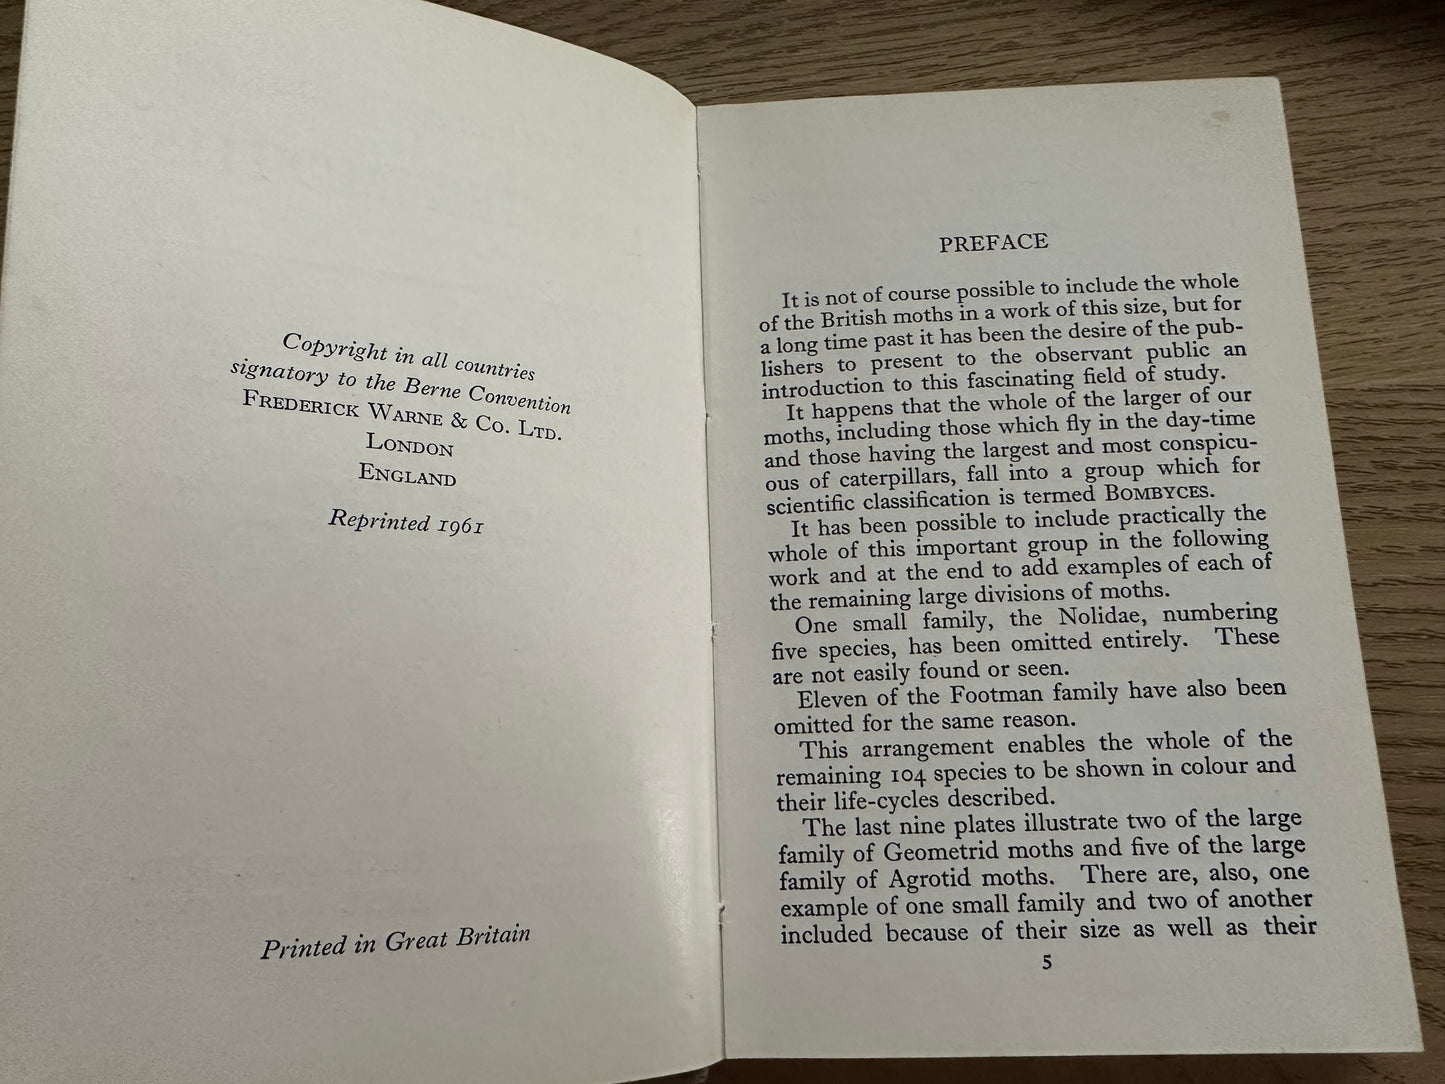 Copyright in all countries
signatory to the Berne Convention
FREDERICK WARNE & CO. LTD.
LONDON
ENGLAND
Reprinted 1961
Printed in Great Britain
PREFACE
It is not of course possible to include the whole
of the British moths in a work of this size, but for
a long time past it has been the desire of the pub-
lishers to present to the observant public an
introduction to this fascinating field of study.
It happens that the whole of the larger of our
moths, including those which fly in the day-time
and those having the largest and most conspicu-
ous of caterpillars, fall into a group which for
scientific classification is termed BOMBYCES.
It has been possible to include practically the
whole of this important group in the following
work and at the end to add examples of each of
the remaining large divisions of moths.
One small family, the Nolidae, numbering
five species, has been omitted entirely. These
are not easily found or seen.
Eleven of the Footman family have also been
omitted for the same reason.
This arrangement enables the whole of the
remaining 104 species to be shown in colour and
their life-cycles described.
The last nine plates illustrate two of the large
family of Geometrid moths and five of the large
family of Agrotid moths. There are, also, one
example of one small family and two of another
included because of their size as well as their
5